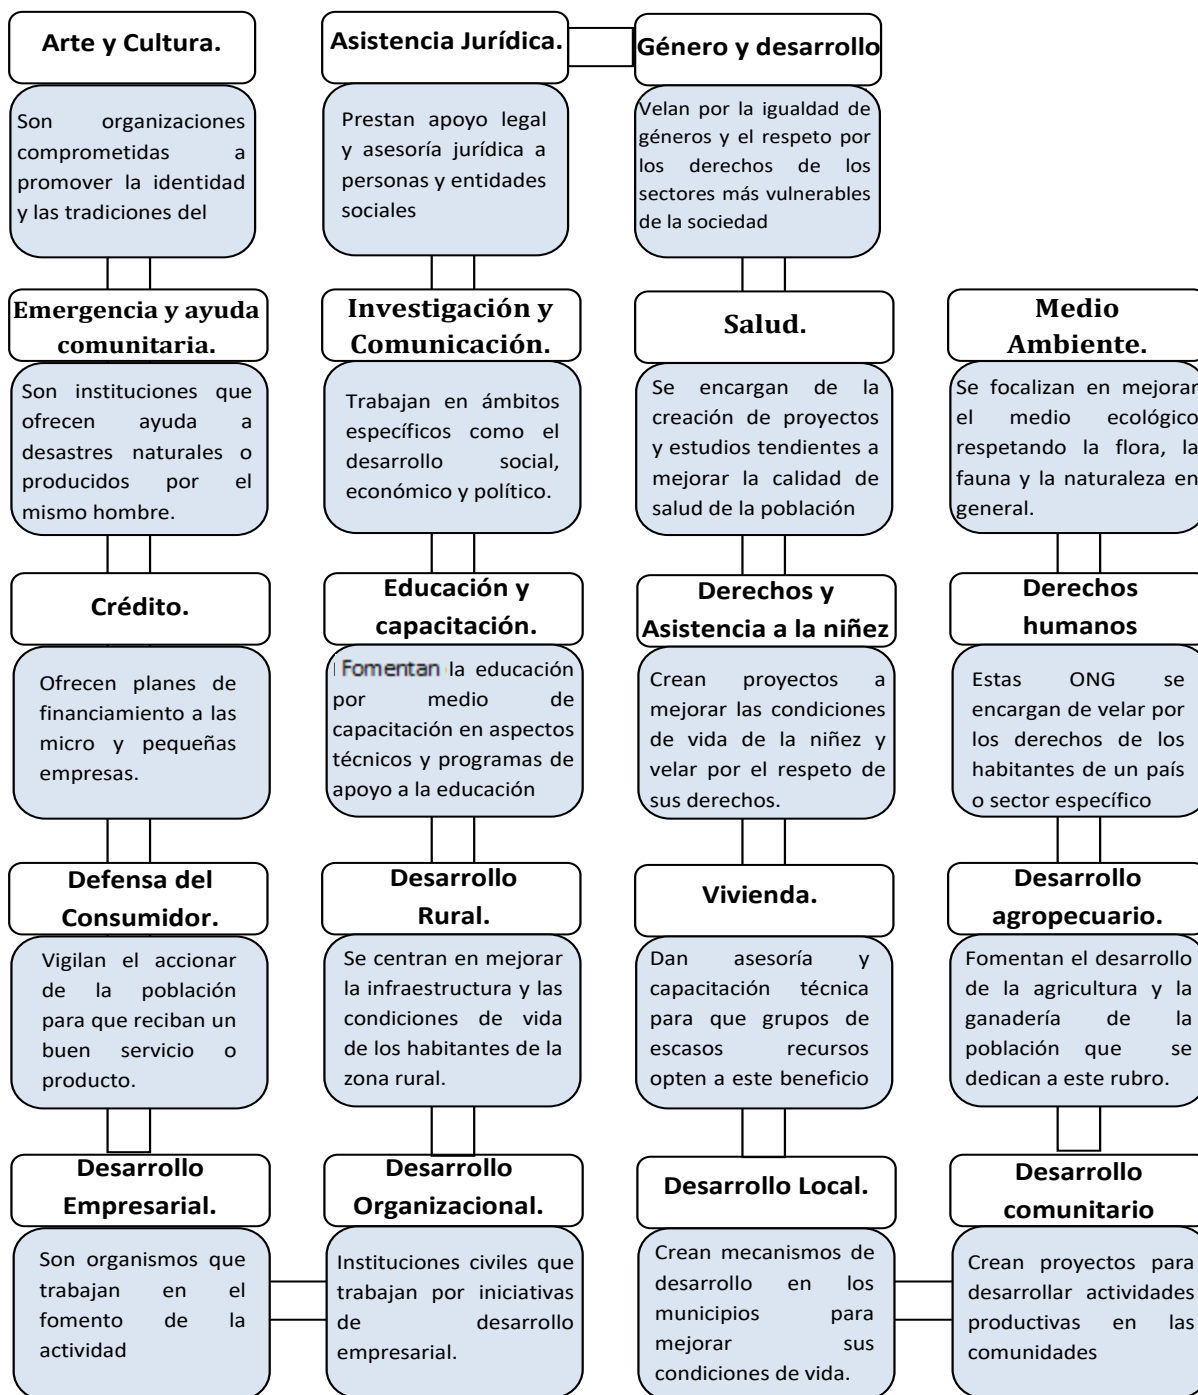 Arte y Cultura.
Son organizaciones
comprometidas a
promover la identidad
y las tradiciones del
Asistencia Jurídica.
Prestan apoyo legal
y asesoría jurídica a
personas y entidades
sociales
Género y desarrollo
Velan por la igualdad de
géneros y el respeto por
los derechos de los
sectores más vulnerables
de la sociedad
Emergencia y ayuda
comunitaria.
Son instituciones que
ofrecen ayuda a
desastres naturales o
producidos por el
mismo hombre.
Investigación y
Comunicación.
Trabajan en ámbitos
específicos como el
desarrollo social,
económico y político.
Salud.
Se encargan de la
creación de proyectos
y estudios tendientes a
mejorar la calidad de
salud de la población
Medio
Ambiente.
Se focalizan en mejorar
el medio ecológico
respetando la flora, la
fauna y la naturaleza en
general.
Crédito.
Ofrecen planes de
financiamiento a las
micro y pequeñas
empresas.
Educación y
capacitación.
Fomentan la educación
por medio de
capacitación en aspectos
técnicos y programas de
apoyo a la educación
Derechos y
Asistencia a la niñez
Crean proyectos a
mejorar las condiciones
de vida de la niñez y
velar por el respeto de
sus derechos.
Derechos
humanos
Estas ONG se
encargan de velar por
los derechos de los
habitantes de un país
o sector específico
Defensa del
Consumidor.
Vigilan el accionar
de la población
para que reciban un
buen servicio o
producto.
Desarrollo
Rural.
Se centran en mejorar
la infraestructura y las
condiciones de vida
de los habitantes de la
zona rural.
Vivienda.
Dan asesoría y
capacitación técnica
para que grupos de
escasos recursos
opten a este beneficio
Desarrollo
agropecuario.
Fomentan el desarrollo
de la agricultura y la
ganadería de la
población que se
dedican a este rubro.
Desarrollo
Empresarial.
Son organismos que
trabajan en el
fomento de la
actividad
Desarrollo
Organizacional.
Instituciones civiles que
trabajan por iniciativas
de desarrollo
empresarial.
Desarrollo Local.
Crean mecanismos de
desarrollo en los
municipios para
mejorar sus
condiciones de vida.
Desarrollo
comunitario
Crean proyectos para
desarrollar actividades
productivas en las
comunidades